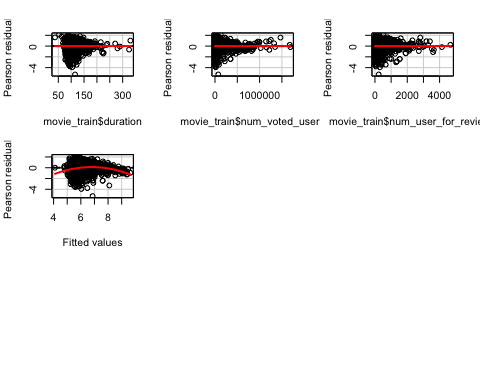 Pearson residual
0
-4
50
150
300
movie_train$duration
Pearson residual
0
-4
0
1000000
movie_train$num_voted_user
Pearson residual
0
-4
0
2000
4000
movie_train$num_user_for_revie
Pearson residual
0
-4
4
6
8
Fitted values